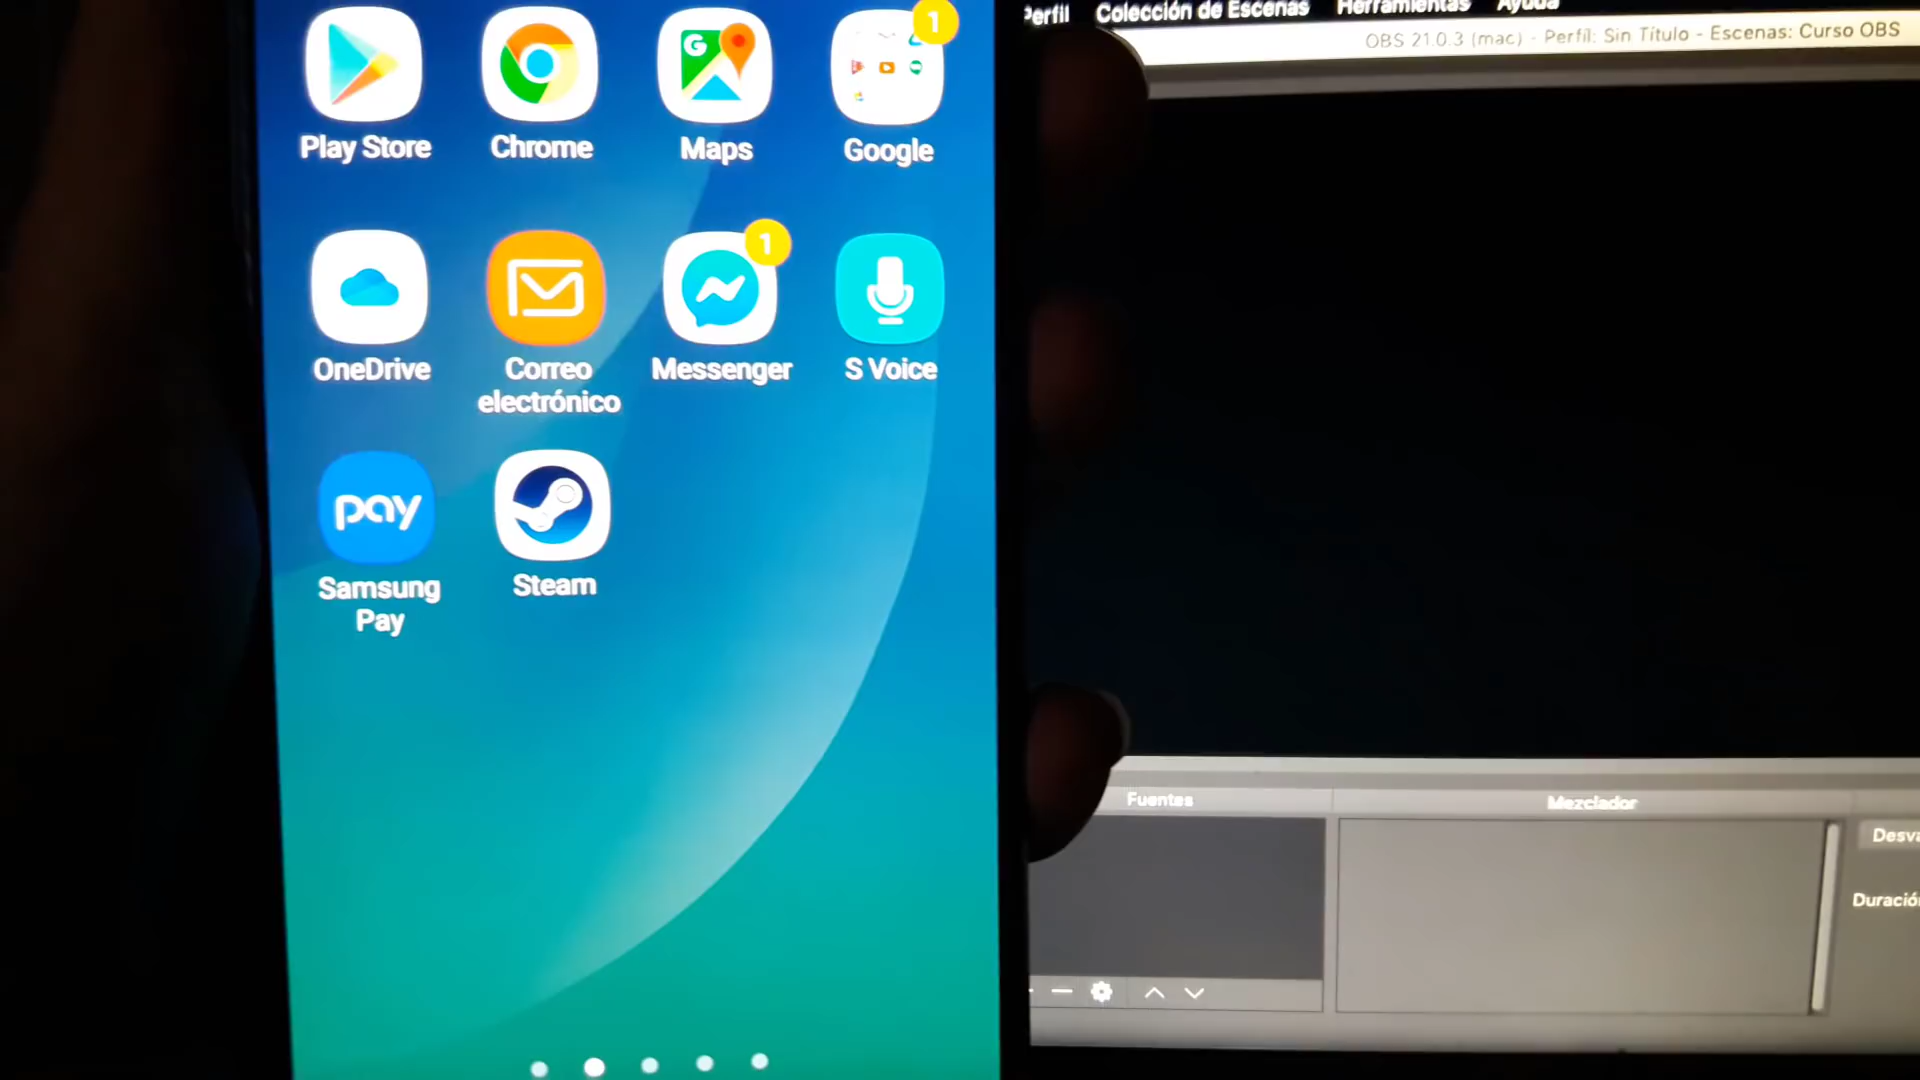 Perfil Colección de Escenas Herramientas Ayuda
OBS 21.0.3 (mac) - Perfil: Sin Título - Escenas: Curso OBS
1
G
Play Store Chrome Maps Google
1
OneDrive Correo electrónico Messenger S Voice
pay
Samsung Pay Steam
Fuentes Mezclador
Desva
Duració